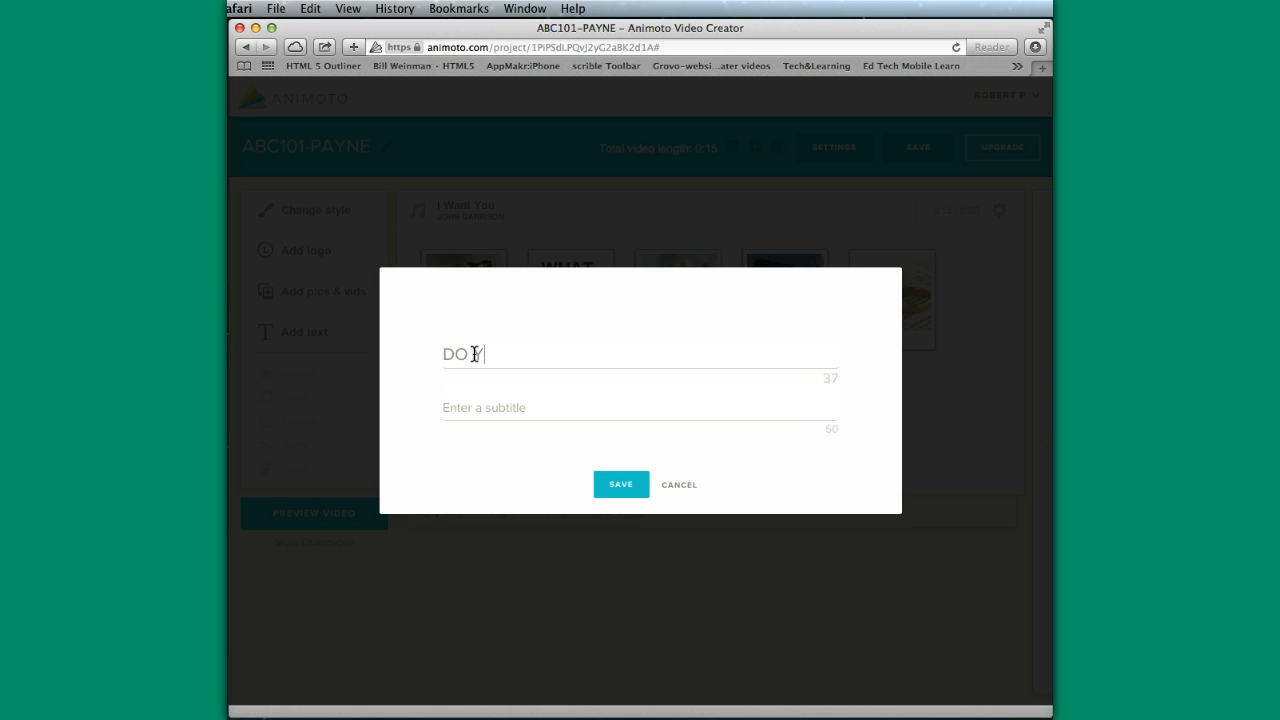 afari File Edit View History Bookmarks Window Help
ABC101-PAYNE – Animoto Video Creator
https animoto.com/project/1PiPSdLPQvJ2yG2aBK2d1A# Reader
HTML 5 Outliner Bill Weinman · HTML5 AppMakr:iPhone scrible Toolbar Grovo-websi...ater videos Tech&Learning Ed Tech Mobile Learn
ANIMOTO ROBERT P
ABC101-PAYNE Total video length: 0:15 SETTINGS SAVE UPGRADE
Change style
I Want You
JOHN GARRISON
Add logo
WHAT
Add pics & vids
Add text
DO Y
37
Enter a subtitle
50
SAVE CANCEL
PREVIEW VIDEO